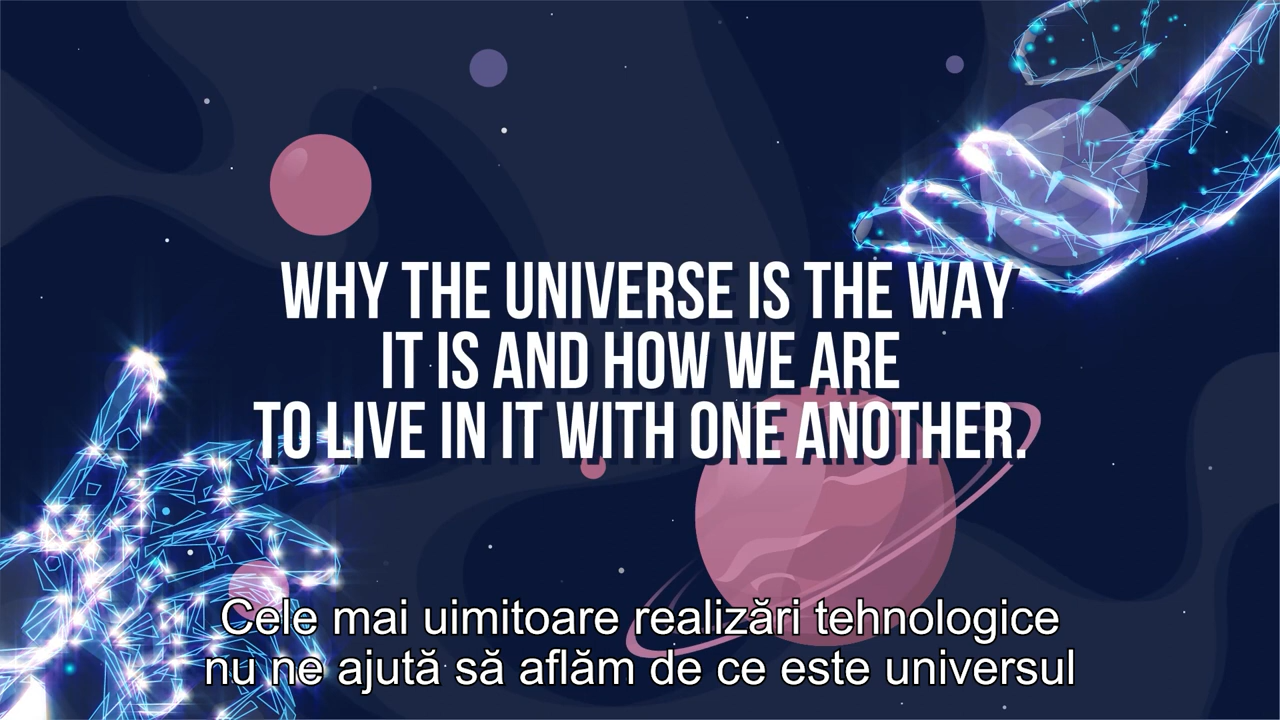 WHY THE UNIVERSE IS THE WAY
IT IS AND HOW WE ARE
TO LIVE IN IT WITH ONE ANOTHER.
Cele mai uimitoare realizări tehnologice
nu ne ajută să aflăm de ce este universul